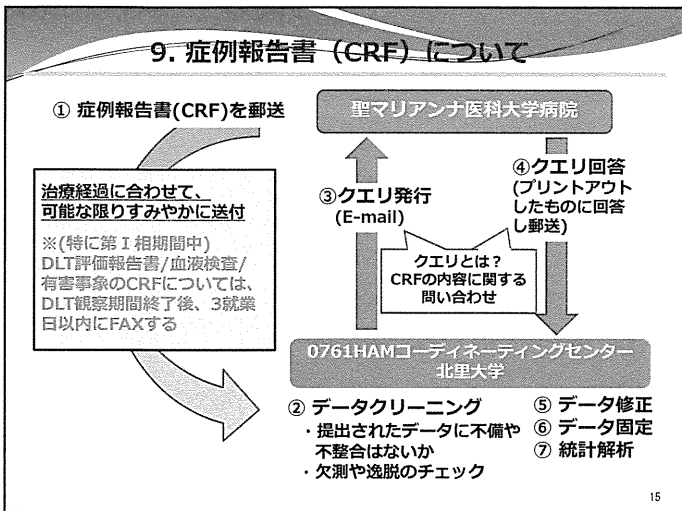 9. 症例報告書（CRF）について
① 症例報告書(CRF)を郵送
聖マリアンナ医科大学病院
治療経過に合わせて、
可能な限りすみやかに送付
※(特に第Ⅰ相期間中)
DLT評価報告書/血液検査/
有害事象のCRFについては、
DLT観察期間終了後、3就業
日以内にFAXする
③クエリ発行
(E-mail)
④クエリ回答
(プリントアウト
したものに回答
し郵送)
クエリとは？
CRFの内容に関する
問い合わせ
0761HAMコーディネーティングセンター
北里大学
② データクリーニング
・提出されたデータに不備や
不整合はないか
・欠測や逸脱のチェック
⑤ データ修正
⑥ データ固定
⑦ 統計解析
15